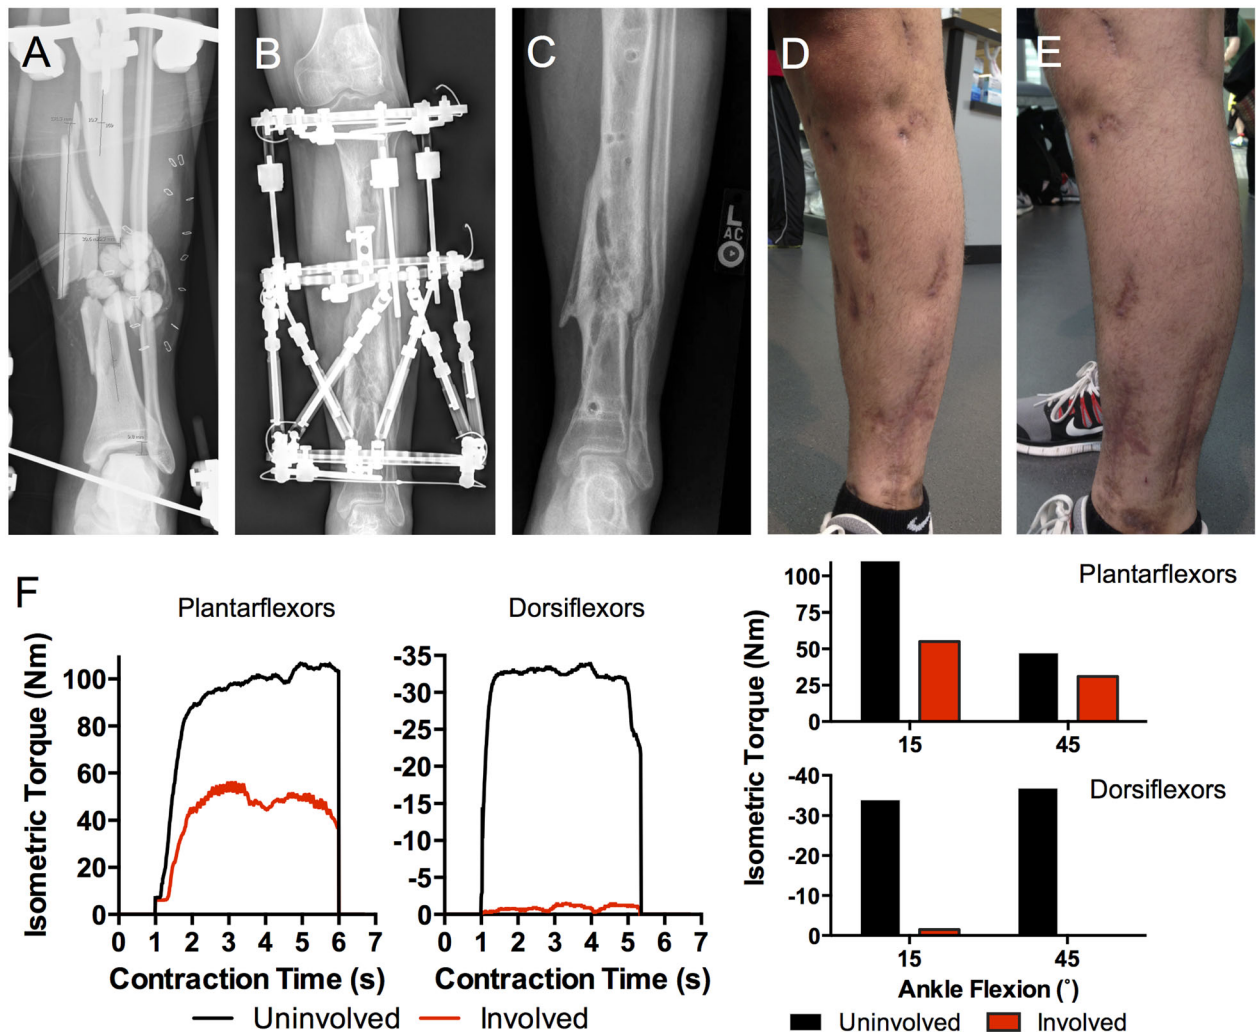 A
B
C
D
E
L
AC
F
Plantarflexors
Isometric Torque (Nm)
100
80
60
40
20
0
0 1 2 3 4 5 6 7
Contraction Time (s)
Dorsiflexors
-35
-30
-25
-20
-15
-10
-5
0
0 1 2 3 4 5 6 7
Contraction Time (s)
Uninvolved Involved
Isometric Torque (Nm)
Plantarflexors
100
75
50
25
0
15 45
Dorsiflexors
-40
-30
-20
-10
0
15 45
Ankle Flexion (°)
Uninvolved Involved